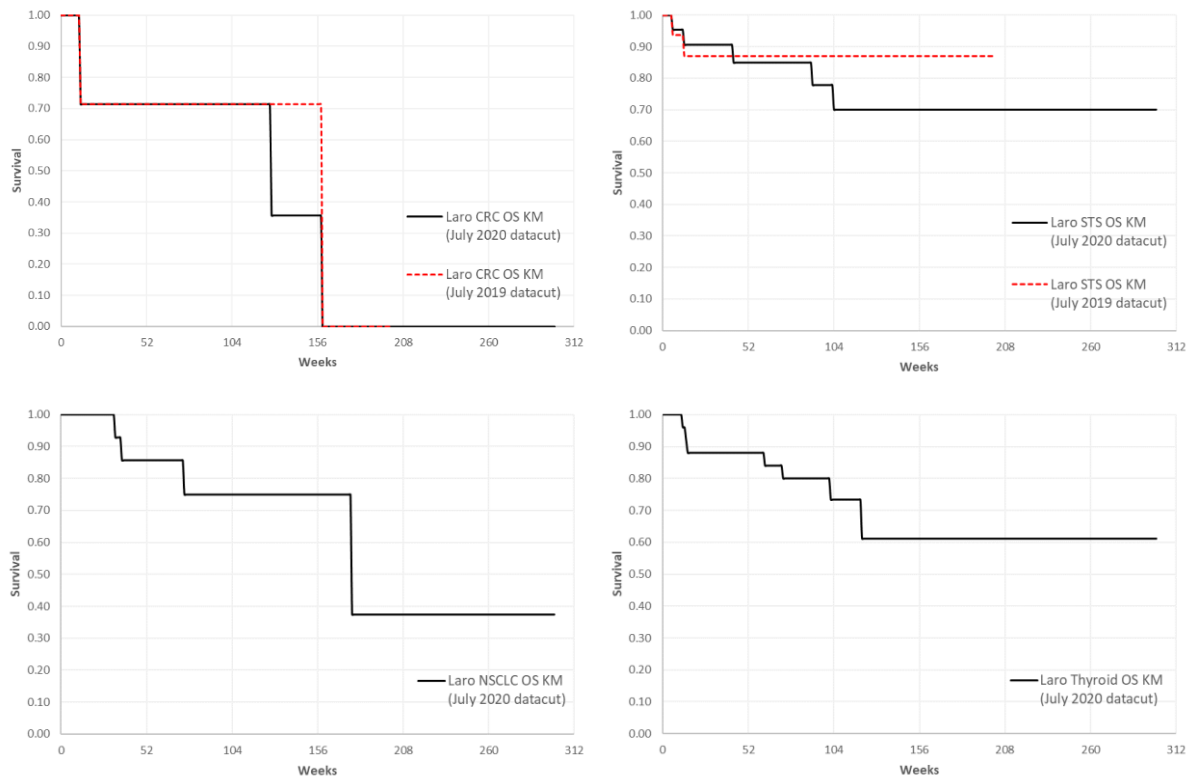 1.00
0.90
0.80
0.70
0.60
0.50
0.40
0.30
0.20
0.10
0.00
Survival
0 52 104 156 208 260 312
Weeks
Laro CRC OS KM
(July 2020 datacut)
Laro CRC OS KM
(July 2019 datacut)
1.00
0.90
0.80
0.70
0.60
0.50
0.40
0.30
0.20
0.10
0.00
Survival
0 52 104 156 208 260 312
Weeks
Laro STS OS KM
(July 2020 datacut)
Laro STS OS KM
(July 2019 datacut)
1.00
0.90
0.80
0.70
0.60
0.50
0.40
0.30
0.20
0.10
0.00
Survival
0 52 104 156 208 260 312
Weeks
Laro NSCLC OS KM
(July 2020 datacut)
1.00
0.90
0.80
0.70
0.60
0.50
0.40
0.30
0.20
0.10
0.00
Survival
0 52 104 156 208 260 312
Weeks
Laro Thyroid OS KM
(July 2020 datacut)